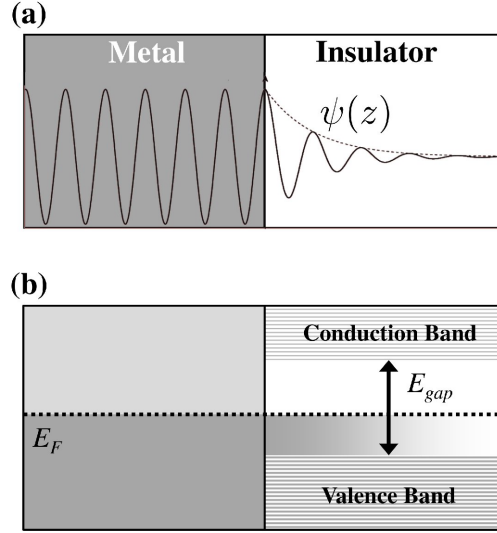 (a)
Metal Insulator
ψ(z)
(b)
Conduction Band
E_gap
E_F
Valence Band